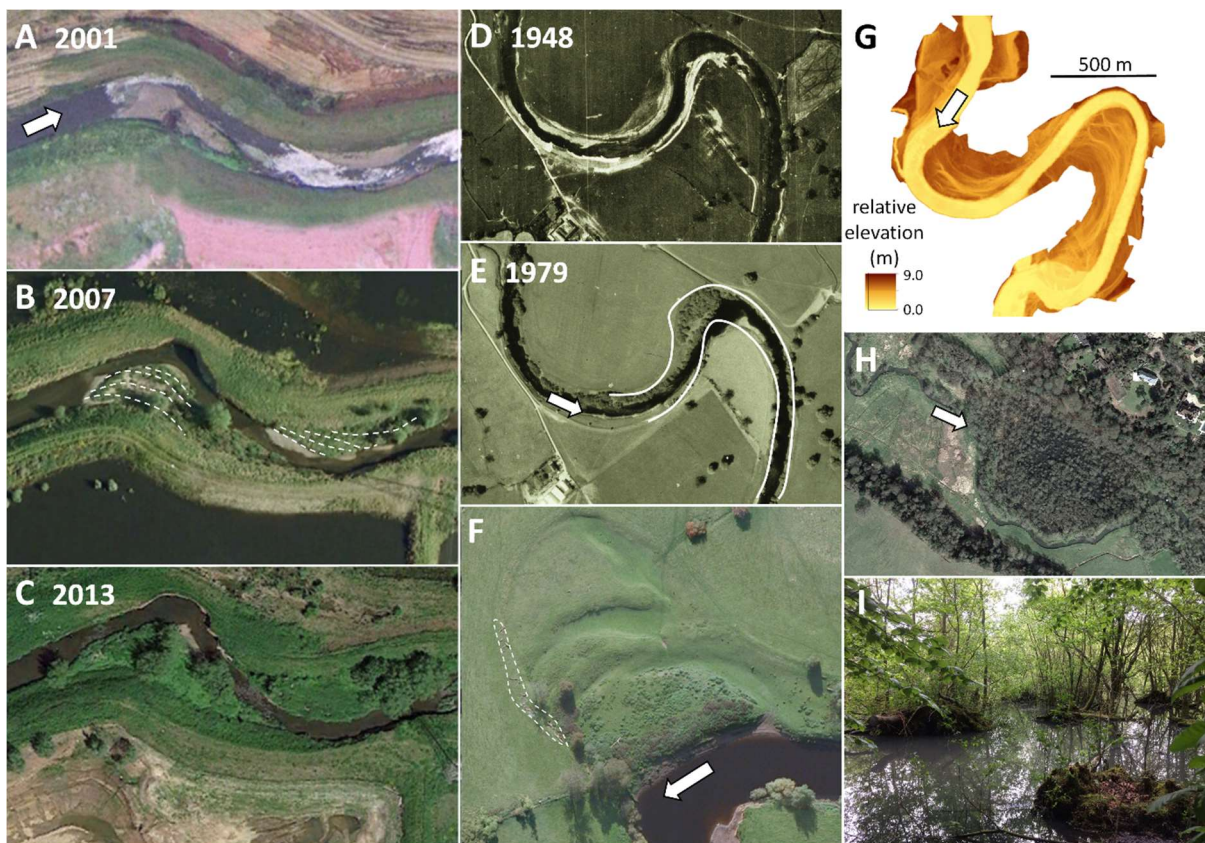 A 2001
B 2007
C 2013
D 1948
E 1979
F
G
500 m
relative
elevation
(m)
9.0
0.0
H
I